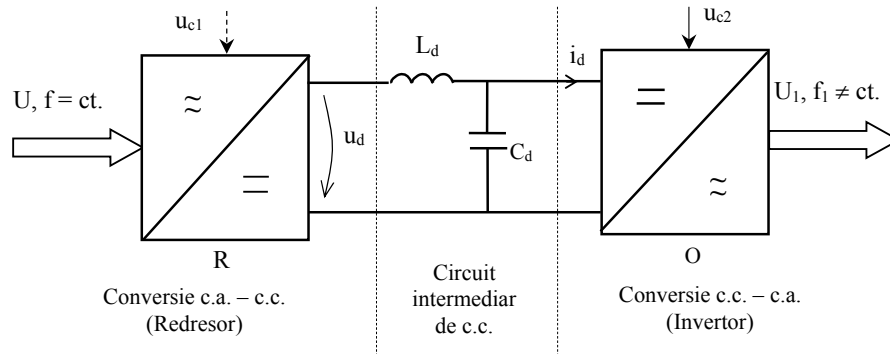 u_c1
u_c2
L_d
i_d
U, f = ct.
U_1, f_1 ≠ ct.
≈
=
u_d
C_d
=
≈
R
O
Conversie c.a. – c.c.
(Redresor)
Circuit
intermediar
de c.c.
Conversie c.c. – c.a.
(Invertor)